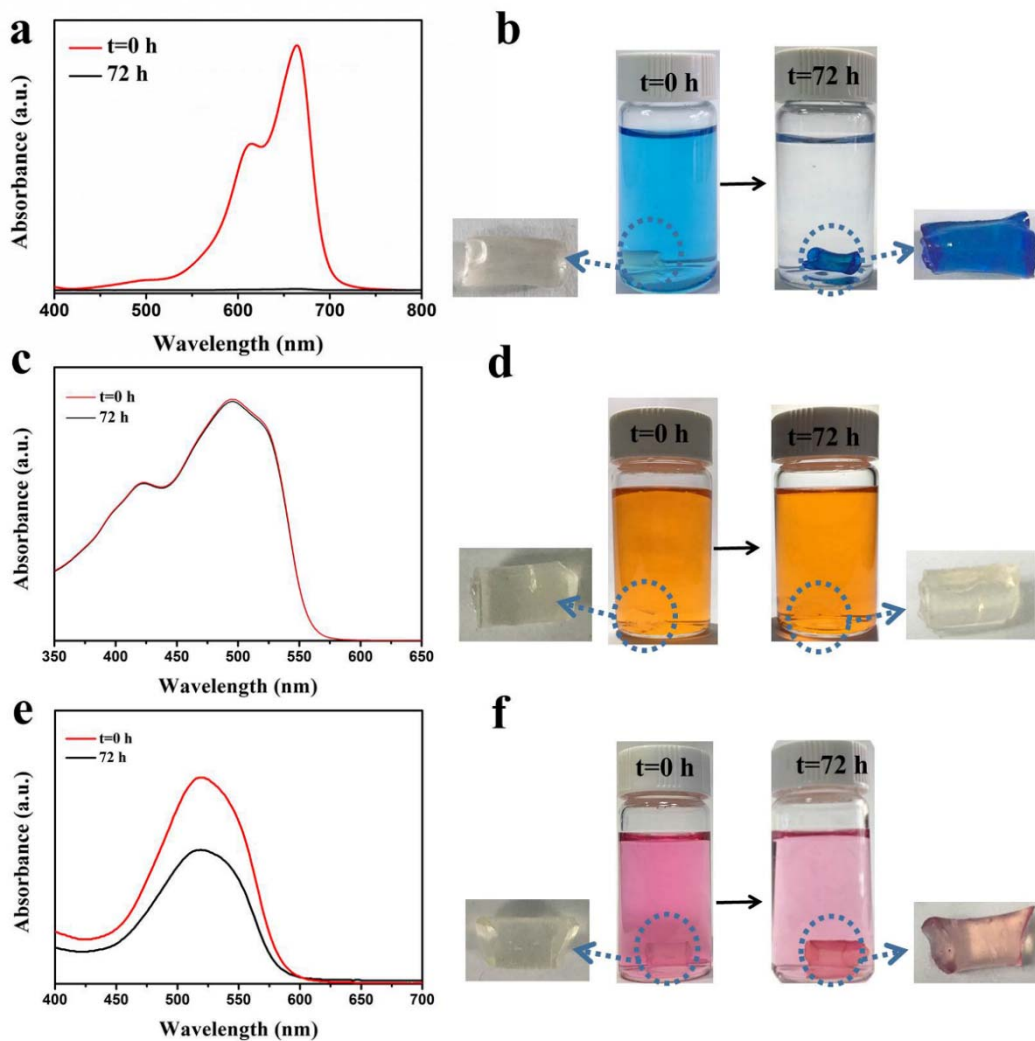 a
t=0 h
72 h
Absorbance (a.u.)
400 500 600 700 800
Wavelength (nm)
b
t=0 h
t=72 h
c
t=0 h
72 h
Absorbance (a.u.)
350 400 450 500 550 600 650
Wavelength (nm)
d
t=0 h
t=72 h
e
t=0 h
72 h
Absorbance (a.u.)
400 450 500 550 600 650 700
Wavelength (nm)
f
t=0 h
t=72 h